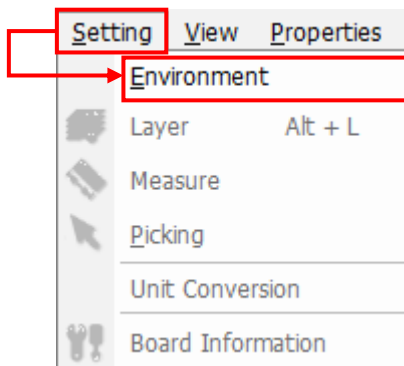 Setting View Properties
Environment
Layer Alt + L
Measure
Picking
Unit Conversion
Board Information